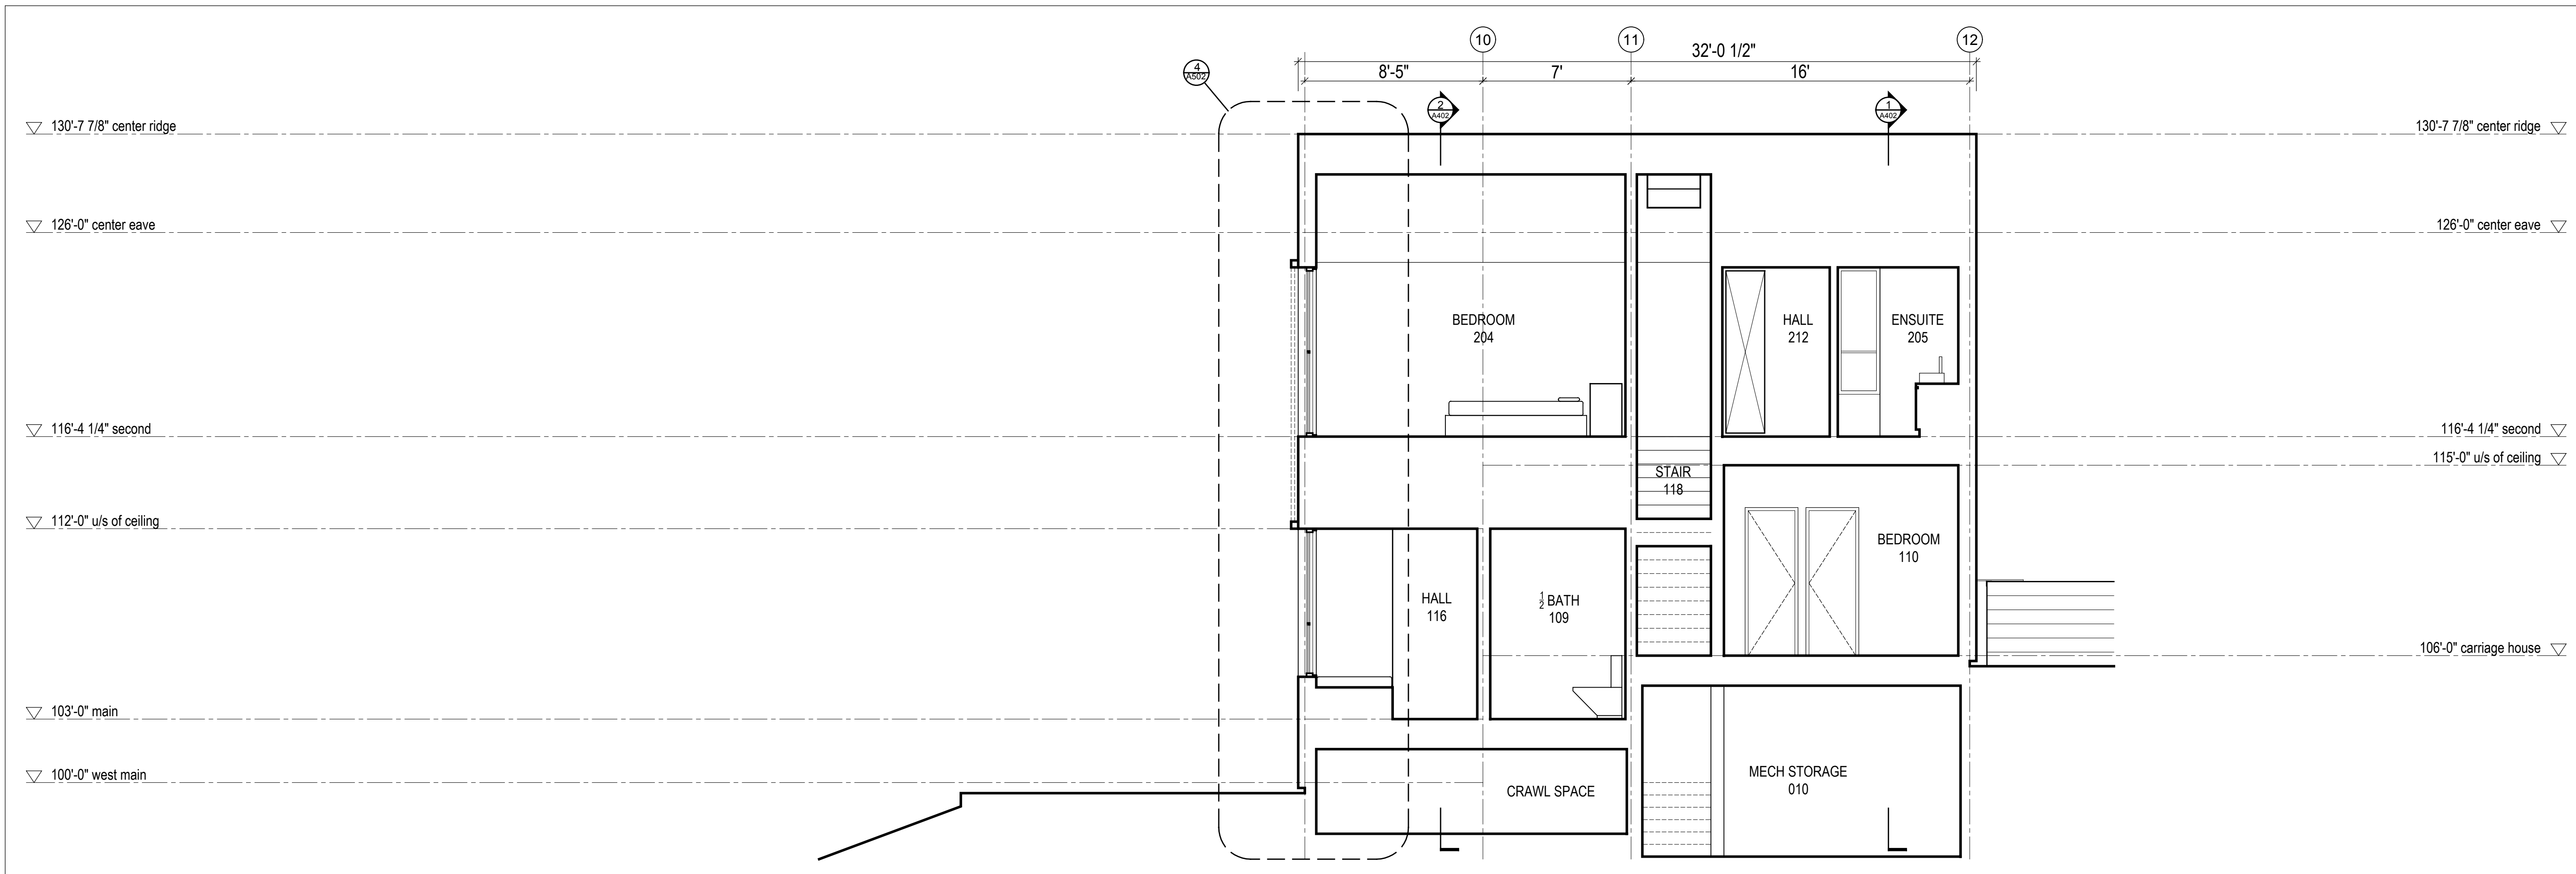 10
11
12
32'-0 1/2"
8'-5"
7'
16'
4
A502
2
A402
1
A402
130'-7 7/8" center ridge
130'-7 7/8" center ridge
126'-0" center eave
126'-0" center eave
BEDROOM
204
HALL
212
ENSUITE
205
116'-4 1/4" second
116'-4 1/4" second
115'-0" u/s of ceiling
STAIR
118
112'-0" u/s of ceiling
BEDROOM
110
HALL
116
1/2 BATH
109
106'-0" carriage house
103'-0" main
100'-0" west main
MECH STORAGE
010
CRAWL SPACE